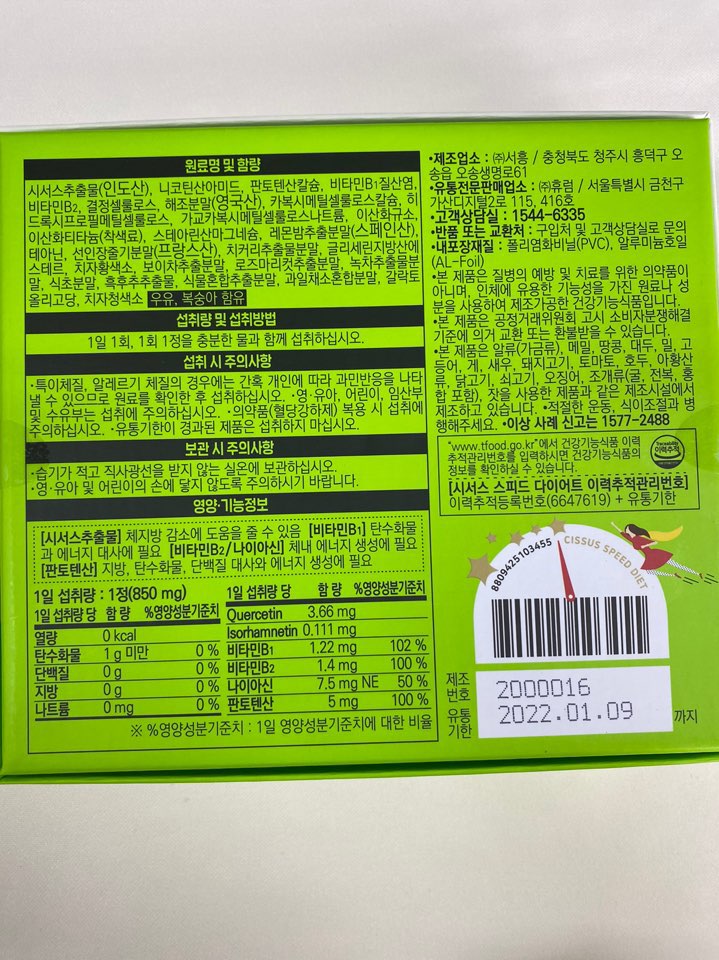 원료명 및 함량
시서스추출물(인도산), 니코틴산아미드, 판토텐산칼슘, 비타민B₁질산염,
비타민B₂, 결정셀룰로스, 해조분말(영국산), 카복시메틸셀룰로스칼슘, 히
드록시프로필메틸셀룰로스, 가교카복시메틸셀룰로스나트륨, 이산화규소,
이산화티타늄(착색료), 스테아린산마그네슘, 레몬밤추출분말(스페인산),
테아닌, 선인장줄기분말(프랑스산), 치커리추출물분말, 글리세린지방산에
스테르, 치자황색소, 보이차추출분말, 로즈마리컷추출분말, 녹차추출물분
말, 식초분말, 흑후추추출물, 식물혼합추출분말, 과일채소혼합분말, 갈락토
올리고당, 치자청색소 우유, 복숭아 함유
섭취량 및 섭취방법
1일 1회, 1회 1정을 충분한 물과 함께 섭취하십시오.
섭취 시 주의사항
·특이체질, 알레르기 체질의 경우에는 간혹 개인에 따라 과민반응을 나타
낼 수 있으므로 원료를 확인한 후 섭취하십시오. ·영·유아, 어린이, 임산부
및 수유부는 섭취에 주의하십시오. ·의약품(혈당강하제) 복용 시 섭취에
주의하십시오. ·유통기한이 경과된 제품은 섭취하지 마십시오.
보관 시 주의사항
·습기가 적고 직사광선을 받지 않는 실온에 보관하십시오.
·영·유아 및 어린이의 손에 닿지 않도록 주의하시기 바랍니다.
영양·기능정보
[시서스추출물] 체지방 감소에 도움을 줄 수 있음 [비타민B₁] 탄수화물
과 에너지 대사에 필요 [비타민B₂/나이아신] 체내 에너지 생성에 필요
[판토텐산] 지방, 탄수화물, 단백질 대사와 에너지 생성에 필요
1일 섭취량 : 1정(850 mg)
1일 섭취량 당 함 량 %영양성분기준치
열량 0 kcal
탄수화물 1 g 미만 0 %
단백질 0 g 0 %
지방 0 g 0 %
나트륨 0 mg 0 %
1일 섭취량 당 함 량 %영양성분기준치
Quercetin 3.66 mg
Isorhamnetin 0.111 mg
비타민B₁ 1.22 mg 102 %
비타민B₂ 1.4 mg 100 %
나이아신 7.5 mg NE 50 %
판토텐산 5 mg 100 %
※ %영양성분기준치 : 1일 영양성분기준치에 대한 비율
•제조업소 : ㈜서흥 / 충청북도 청주시 흥덕구 오
송읍 오송생명로61
•유통전문판매업소 : ㈜휴럼 / 서울특별시 금천구
가산디지털2로 115, 416호
•고객상담실 : 1544-6335
•반품 또는 교환처 : 구입처 및 고객상담실로 문의
•내포장재질 : 폴리염화비닐(PVC), 알루미늄호일
(AL-Foil)
•본 제품은 질병의 예방 및 치료를 위한 의약품이
아니며, 인체에 유용한 기능성을 가진 원료나 성
분을 사용하여 제조가공한 건강기능식품입니다.
•본 제품은 공정거래위원회 고시 소비자분쟁해결
기준에 의거 교환 또는 환불받을 수 있습니다.
•본 제품은 알류(가금류), 메밀, 땅콩, 대두, 밀, 고
등어, 게, 새우, 돼지고기, 토마토, 호두, 아황산
류, 닭고기, 쇠고기, 오징어, 조개류(굴, 전복, 홍
합 포함), 잣을 사용한 제품과 같은 제조시설에서
제조하고 있습니다. •적절한 운동, 식이조절과 병
행해주세요. •이상 사례 신고는 1577-2488
"www.tfood.go.kr"에서 건강기능식품 이력
추적관리번호를 입력하시면 건강기능식품의
정보를 확인하실 수 있습니다.
이력추적
[시서스 스피드 다이어트 이력추적관리번호]
이력추적등록번호(6647619) + 유통기한
8809425103455
CISSUS SPEED DIET
제조
번호
2000016
유통
기한
2022.01.09
까지